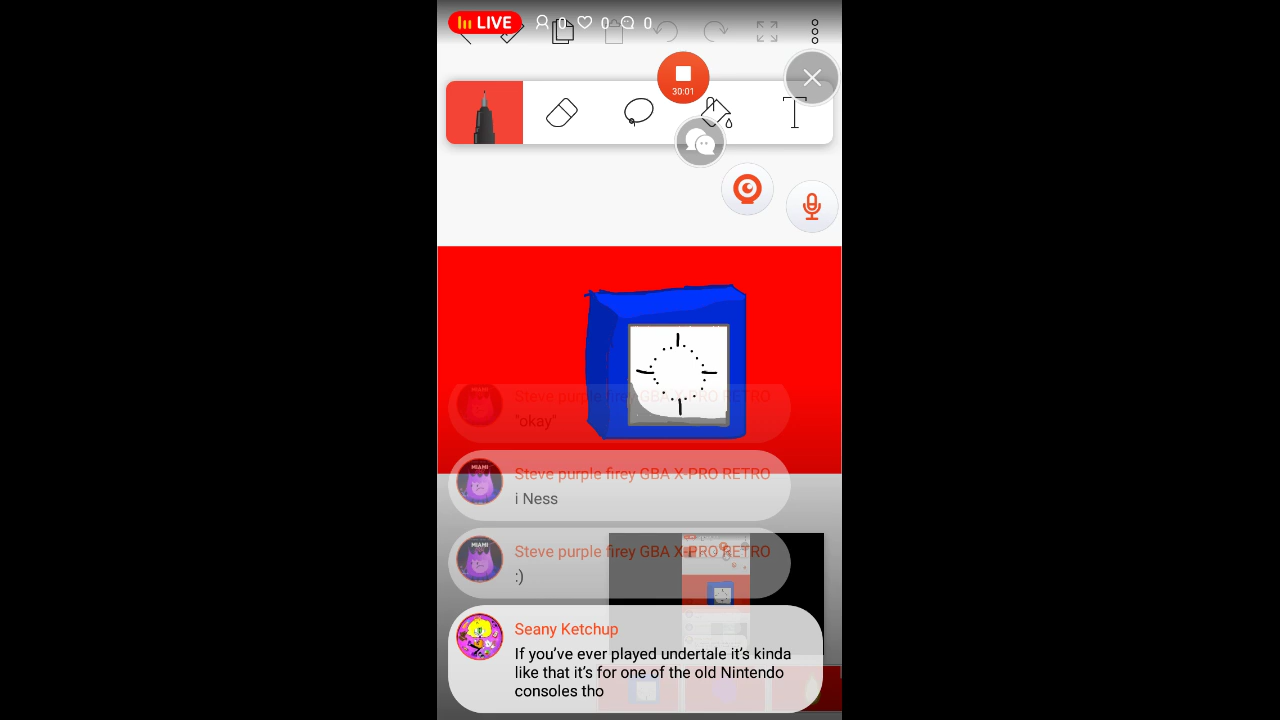 LIVE 0 0 0
30:01
Steve purple firey GBA X-PRO RETRO
"okay"
MIAMI
Steve purple firey GBA X-PRO RETRO
i Ness
MIAMI
Steve purple firey GBA X-PRO RETRO
:)
Seany Ketchup
If you've ever played undertale it's kinda
like that it's for one of the old Nintendo
consoles tho